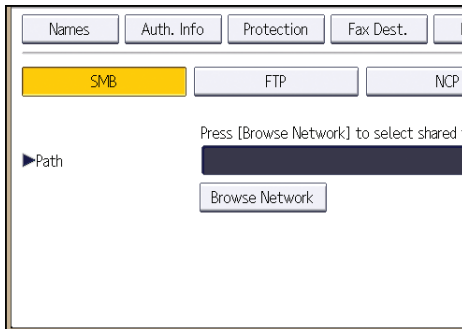 Names Auth. Info Protection Fax Dest.
SMB FTP NCP
Press [Browse Network] to select shared
▶Path
Browse Network